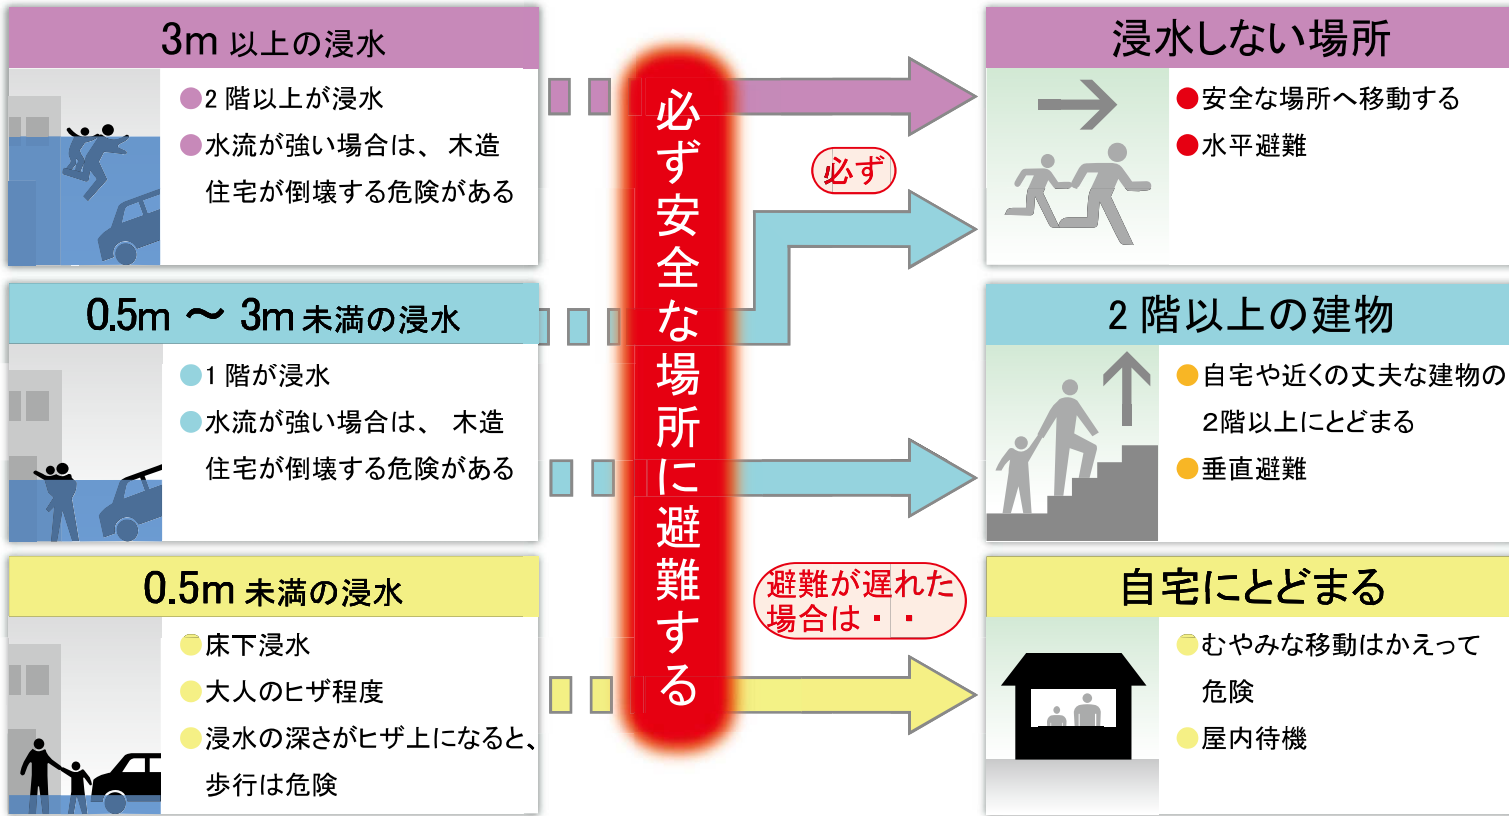 3m 以上の浸水
●2 階以上が浸水
●水流が強い場合は、 木造
住宅が倒壊する危険がある
0.5m ～ 3m 未満の浸水
●1 階が浸水
●水流が強い場合は、 木造
住宅が倒壊する危険がある
0.5m 未満の浸水
●床下浸水
●大人のヒザ程度
●浸水の深さがヒザ上になると、
歩行は危険
必ず安全な場所に避難する
必ず
避難が遅れた
場合は・・
浸水しない場所
●安全な場所へ移動する
●水平避難
2 階以上の建物
●自宅や近くの丈夫な建物の
２階以上にとどまる
●垂直避難
自宅にとどまる
●むやみな移動はかえって
危険
●屋内待機